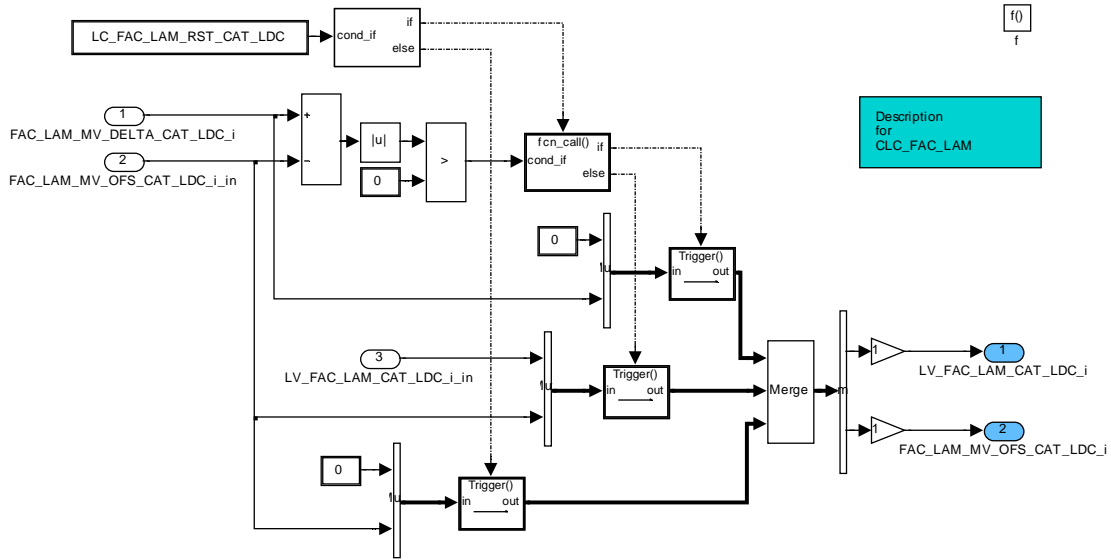 f()
f
LC_FAC_LAM_RST_CAT_LDC
cond_if
if
else
Description
for
CLC_FAC_LAM
1
FAC_LAM_MV_DELTA_CAT_LDC_i
2
FAC_LAM_MV_OFS_CAT_LDC_i_in
+
−
|u|
0
>
fcn_call()
cond_if
if
else
0
Trigger()
in
out
3
LV_FAC_LAM_CAT_LDC_i_in
Trigger()
in
out
Merge
m
1
1
LV_FAC_LAM_CAT_LDC_i
1
2
FAC_LAM_MV_OFS_CAT_LDC_i
0
Trigger()
in
out